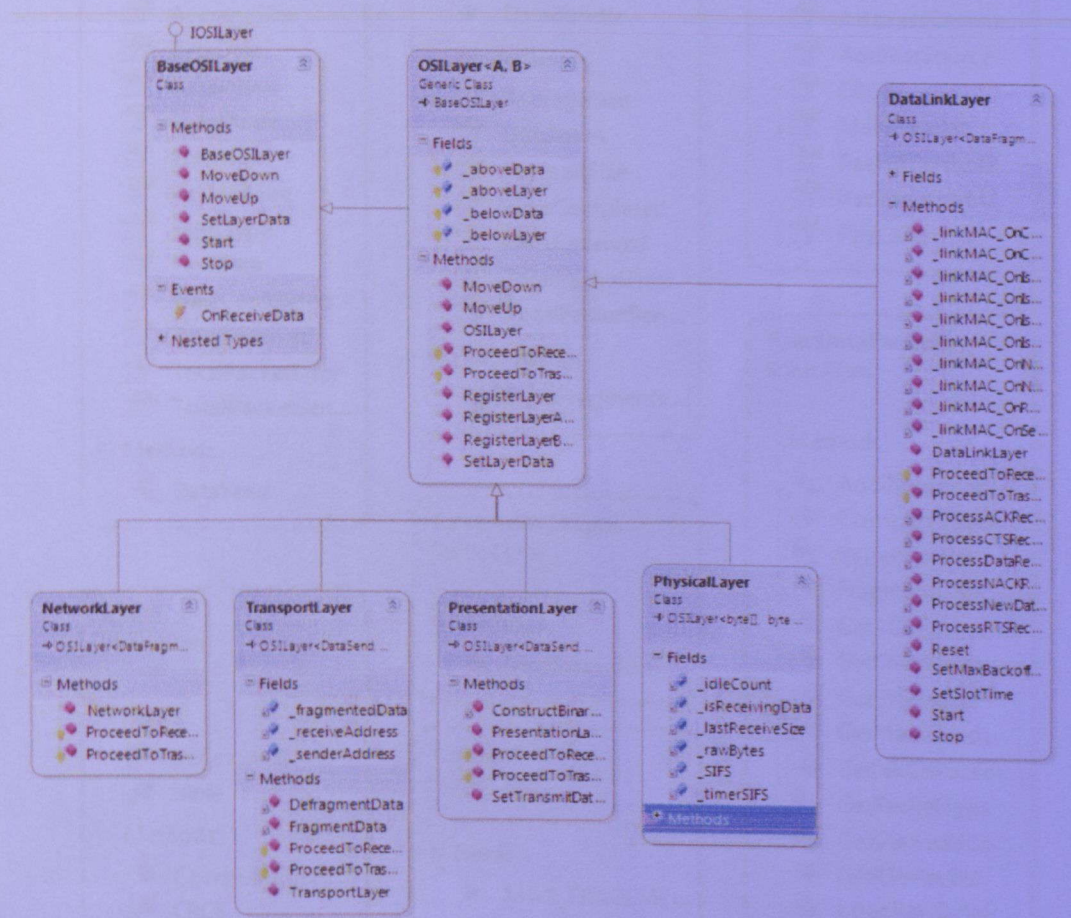 IOSILayer
BaseOSILayer
Class
Methods
BaseOSILayer
MoveDown
MoveUp
SetLayerData
Start
Stop
Events
OnReceiveData
Nested Types
OSILayer<A, B>
Generic Class
BaseOSILayer
Fields
_aboveData
_aboveLayer
_belowData
_belowLayer
Methods
MoveDown
MoveUp
OSILayer
ProceedToRece...
ProceedToTras...
RegisterLayer
RegisterLayerA...
RegisterLayerB...
SetLayerData
DataLinkLayer
Class
OSILayer<DataFragm...
Fields
Methods
_linkMAC_OnC...
_linkMAC_OnC...
_linkMAC_OnIs...
_linkMAC_OnIs...
_linkMAC_OnIs...
_linkMAC_OnIs...
_linkMAC_OnN...
_linkMAC_OnN...
_linkMAC_OnR...
_linkMAC_OnSe...
DataLinkLayer
ProceedToRece...
ProceedToTras...
ProcessACKRec...
ProcessCTSRec...
ProcessDataRe...
ProcessNACKR...
ProcessNewDat...
ProcessRTSRec...
Reset
SetMaxBackoff...
SetSlotTime
Start
Stop
NetworkLayer
Class
OSILayer<DataFragm...
Methods
NetworkLayer
ProceedToRece...
ProceedToTras...
TransportLayer
Class
OSILayer<DataSend...
Fields
_fragmentedData
_receiveAddress
_senderAddress
Methods
DefragmentData
FragmentData
ProceedToRece...
ProceedToTras...
TransportLayer
PresentationLayer
Class
OSILayer<DataSend...
Methods
ConstructBinar...
PresentationLa...
ProceedToRece...
ProceedToTras...
SetTransmitDat...
PhysicalLayer
Class
OSILayer<byte[], byte...
Fields
_idleCount
_isReceivingData
_lastReceiveSize
_rawBytes
_SIFS
_timerSIFS
Methods